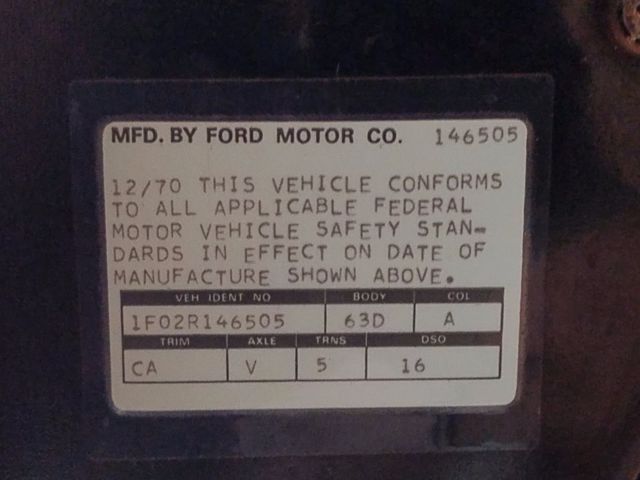 MFD. BY FORD MOTOR CO. 146505
12/70 THIS VEHICLE CONFORMS
TO ALL APPLICABLE FEDERAL
MOTOR VEHICLE SAFETY STAN-
DARDS IN EFFECT ON DATE OF
MANUFACTURE SHOWN ABOVE.
VEH IDENT NO BODY COL
1F02R146505 63D A
TRIM AXLE TRNS DSO
CA V 5 16